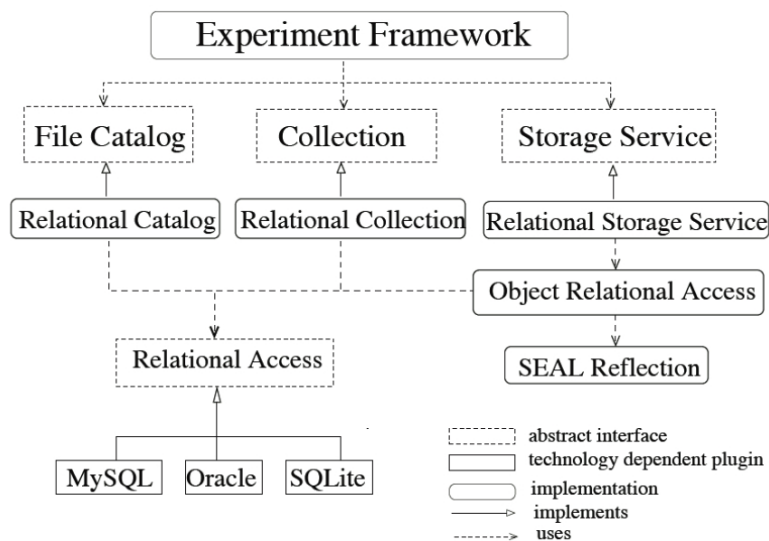 Experiment Framework
File Catalog
Collection
Storage Service
Relational Catalog
Relational Collection
Relational Storage Service
Object Relational Access
Relational Access
SEAL Reflection
MySQL
Oracle
SQLite
abstract interface
technology dependent plugin
implementation
implements
uses